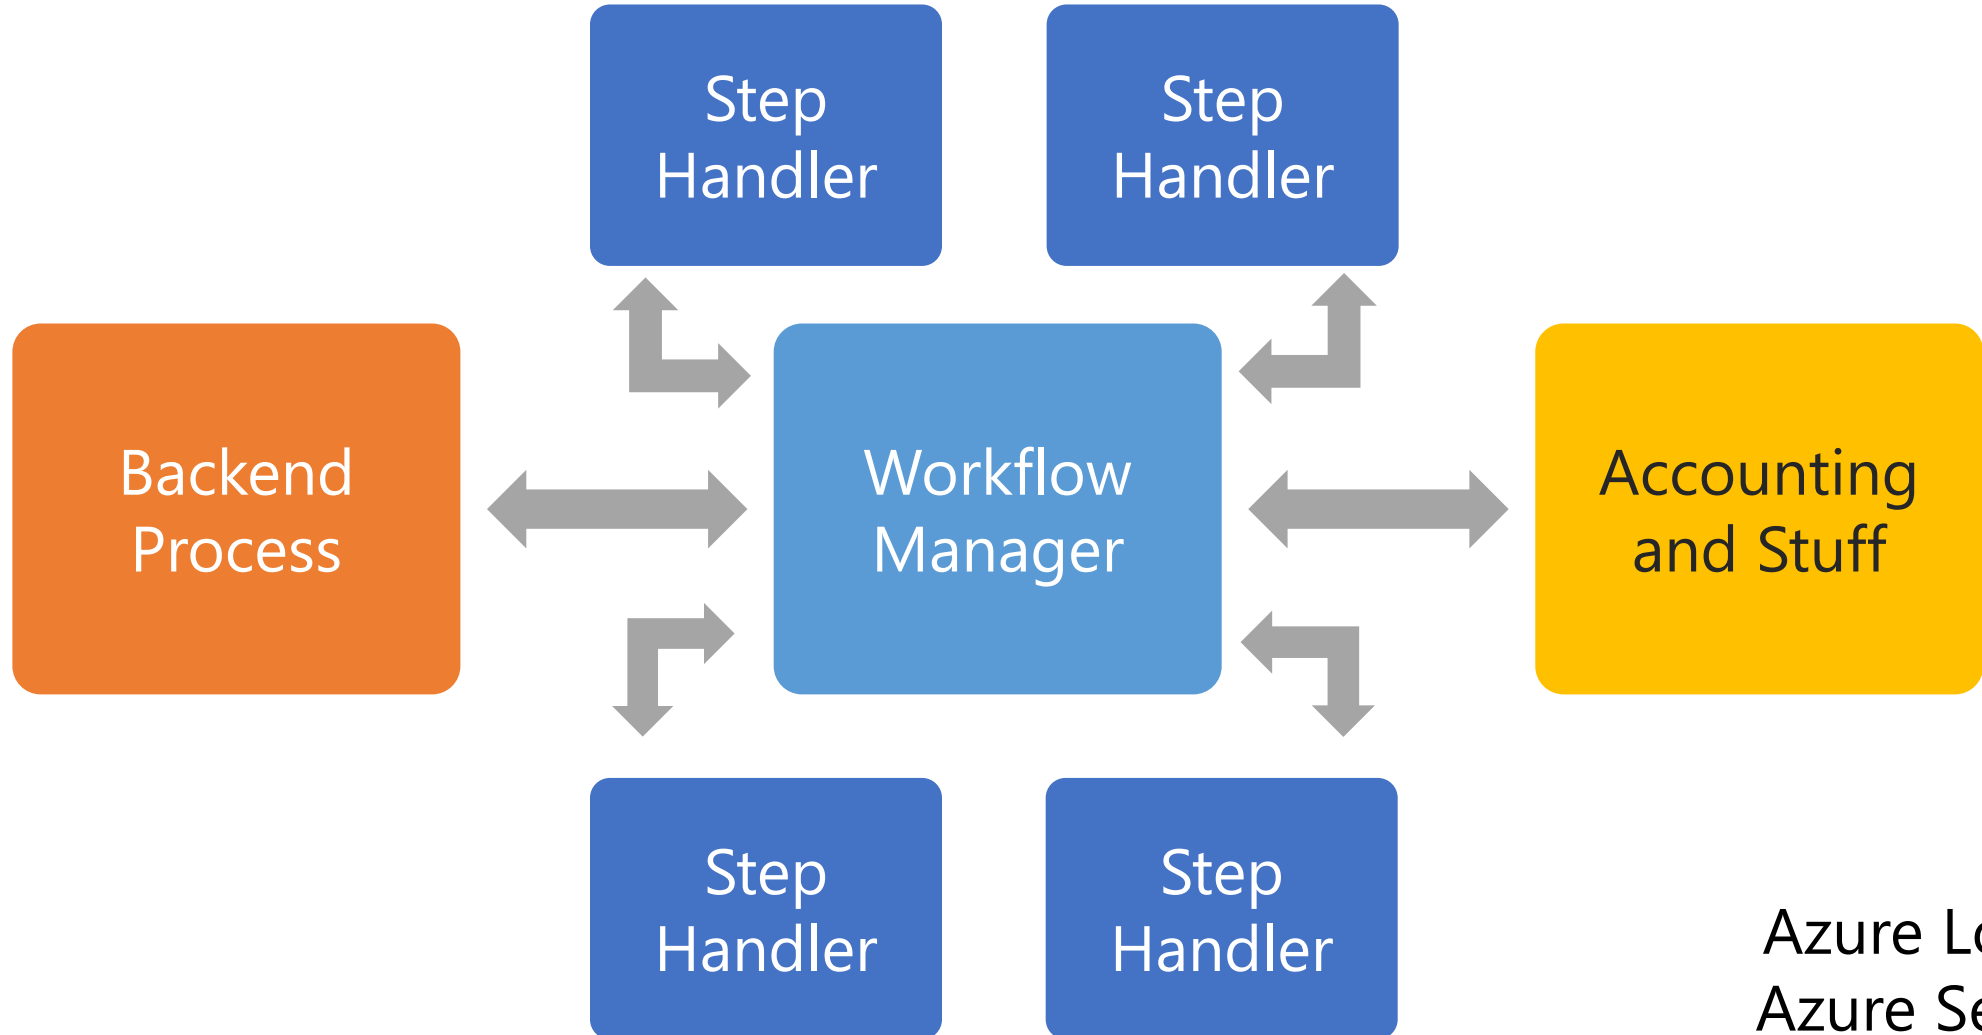 Step
Handler
Step
Handler
Backend
Process
Workflow
Manager
Accounting
and Stuff
Step
Handler
Step
Handler
Azure
Azure